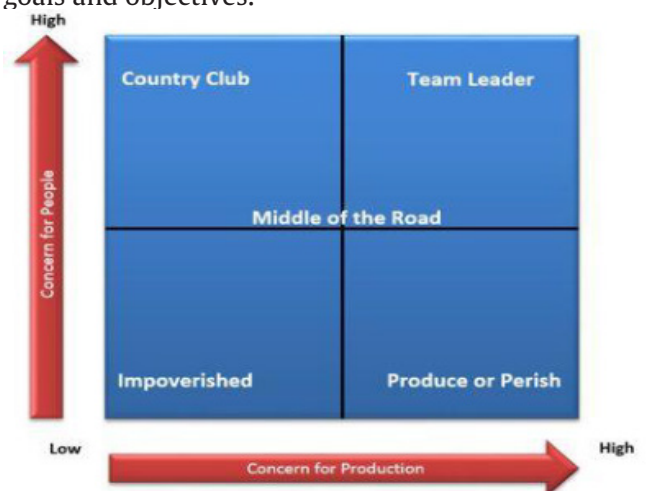 goals and objectives.
High
Country Club
Team Leader
Concern for People
Middle of the Road
Impoverished
Produce or Perish
Low
High
Concern for Production